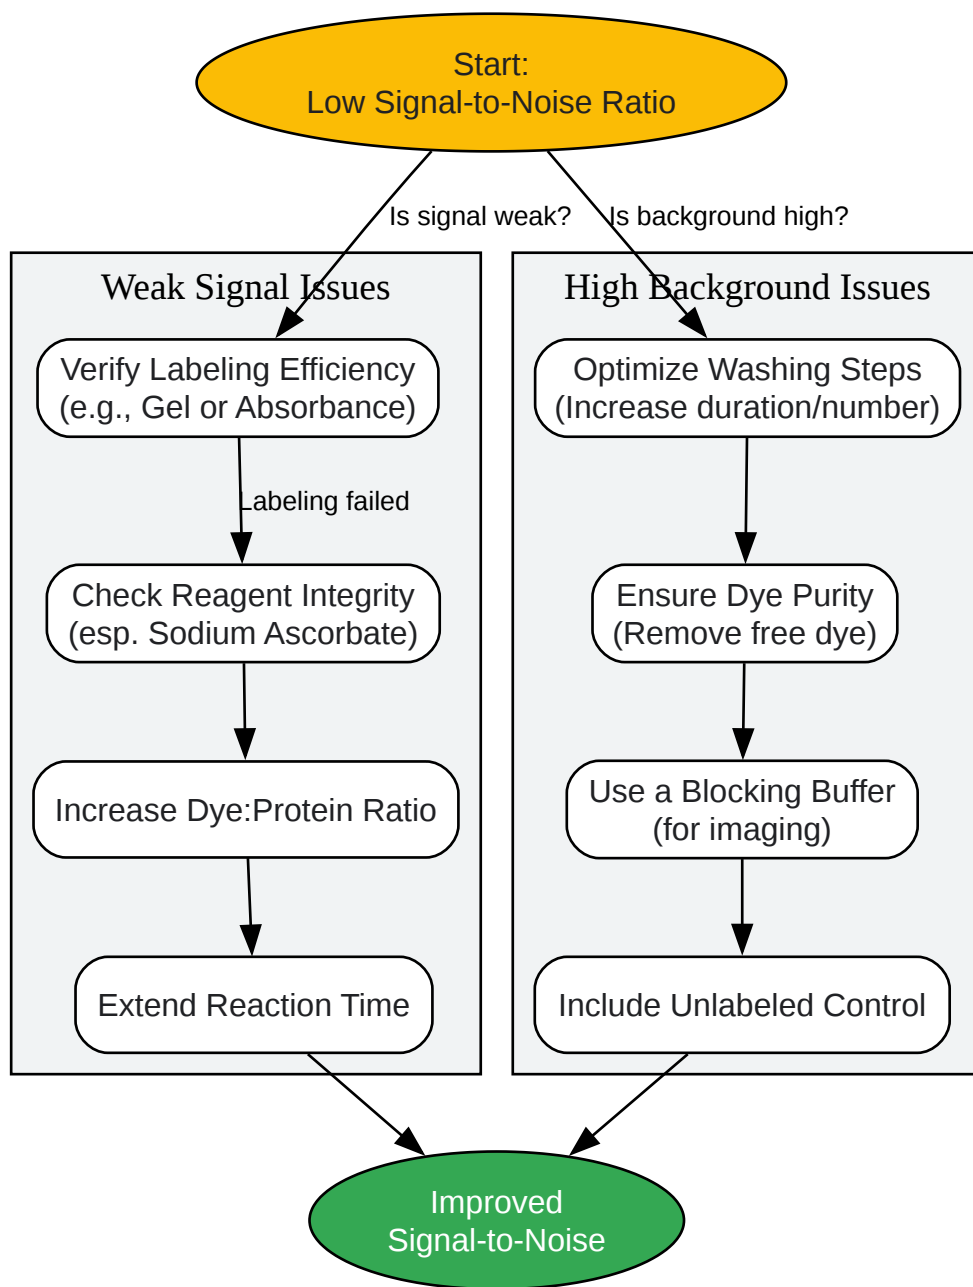 Start:
Low Signal-to-Noise Ratio
Is signal weak?
Is background high?
Weak Signal Issues
Verify Labeling Efficiency
(e.g., Gel or Absorbance)
Labeling failed
Check Reagent Integrity
(esp. Sodium Ascorbate)
Increase Dye:Protein Ratio
Extend Reaction Time
High Background Issues
Optimize Washing Steps
(Increase duration/number)
Ensure Dye Purity
(Remove free dye)
Use a Blocking Buffer
(for imaging)
Include Unlabeled Control
Improved
Signal-to-Noise